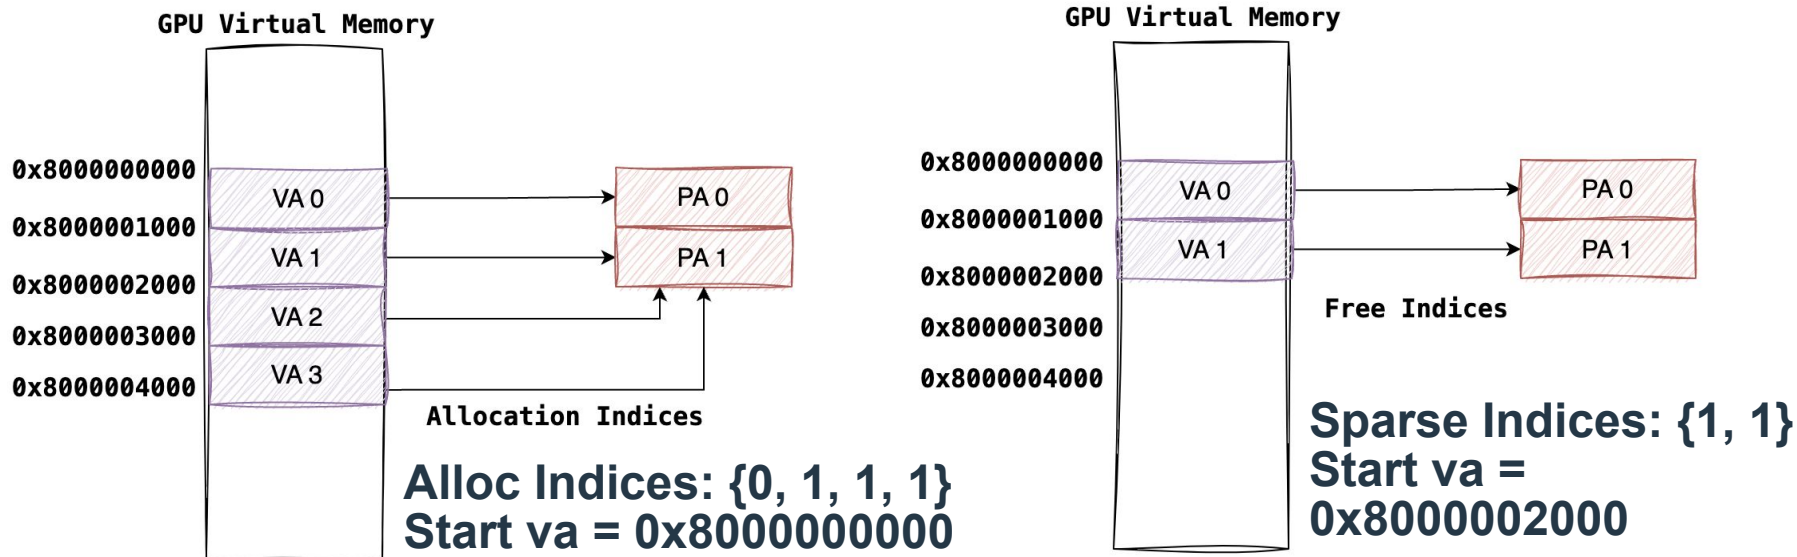 GPU Virtual Memory
0x8000000000
VA 0
PA 0
0x8000001000
VA 1
PA 1
0x8000002000
VA 2
0x8000003000
VA 3
0x8000004000
Allocation Indices
Alloc Indices: {0, 1, 1, 1}
Start va = 0x8000000000
GPU Virtual Memory
0x8000000000
VA 0
PA 0
0x8000001000
VA 1
PA 1
0x8000002000
Free Indices
0x8000003000
0x8000004000
Sparse Indices: {1, 1}
Start va =
0x8000002000